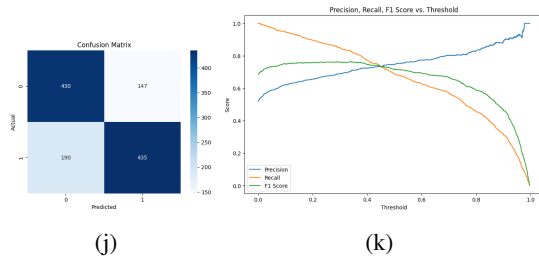 Confusion Matrix
Actual
0
1
430
147
190
435
0
1
Predicted
400
350
300
250
200
150
(j)
Precision, Recall, F1 Score vs. Threshold
Score
1.0
0.8
0.6
0.4
0.2
0.0
Precision
Recall
F1 Score
0.0
0.2
0.4
0.6
0.8
1.0
Threshold
(k)